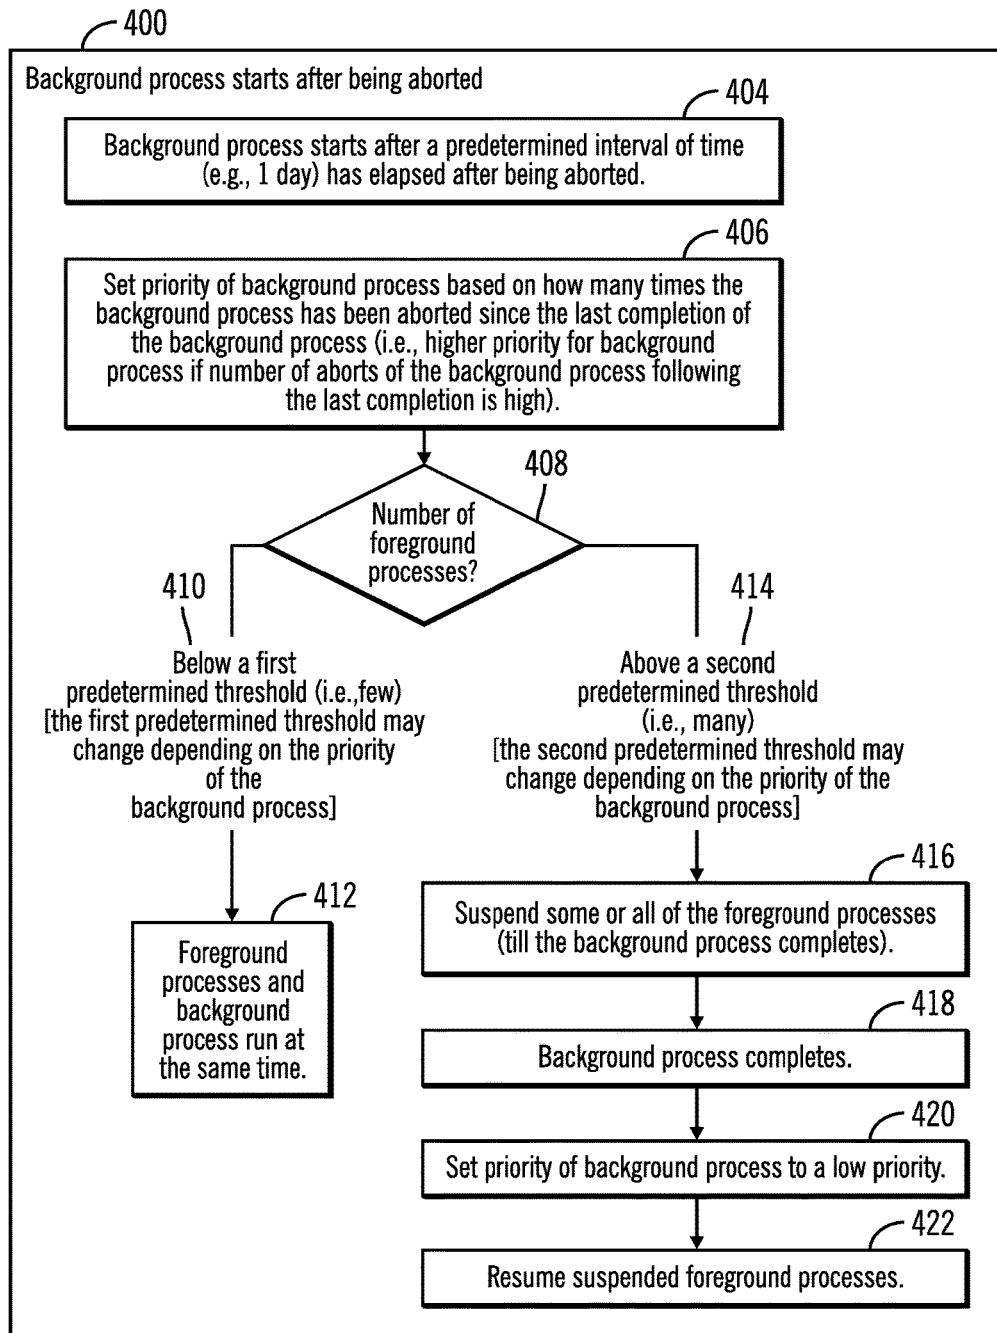 400
Background process starts after being aborted
404
Background process starts after a predetermined interval of time
(e.g., 1 day) has elapsed after being aborted.
406
Set priority of background process based on how many times the
background process has been aborted since the last completion of
the background process (i.e., higher priority for background
process if number of aborts of the background process following
the last completion is high).
408
Number of
foreground
processes?
410
Below a first
predetermined threshold (i.e.,few)
[the first predetermined threshold may
change depending on the priority
of the
background process]
412
Foreground
processes and
background
process run at
the same time.
414
Above a second
predetermined threshold
(i.e., many)
[the second predetermined threshold may
change depending on the priority of the
background process]
416
Suspend some or all of the foreground processes
(till the background process completes).
418
Background process completes.
420
Set priority of background process to a low priority.
422
Resume suspended foreground processes.